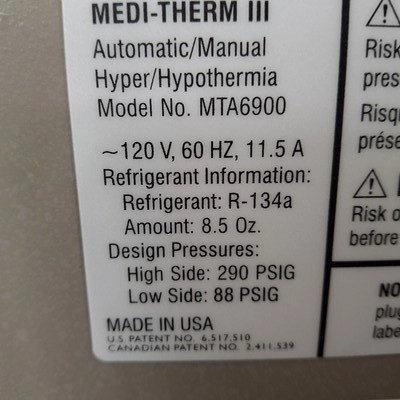 MEDI-THERM III
Automatic/Manual
Hyper/Hypothermia
Model No. MTA6900
~120 V, 60 HZ, 11.5 A
Refrigerant Information:
Refrigerant: R-134a
Amount: 8.5 Oz.
Design Pressures:
High Side: 290 PSIG
Low Side: 88 PSIG
MADE IN USA
U.S. PATENT NO. 6,517,510
CANADIAN PATENT NO. 2,411,539
Risk
pres
Risqu
prése
Risk o
before
NO
plug
labe